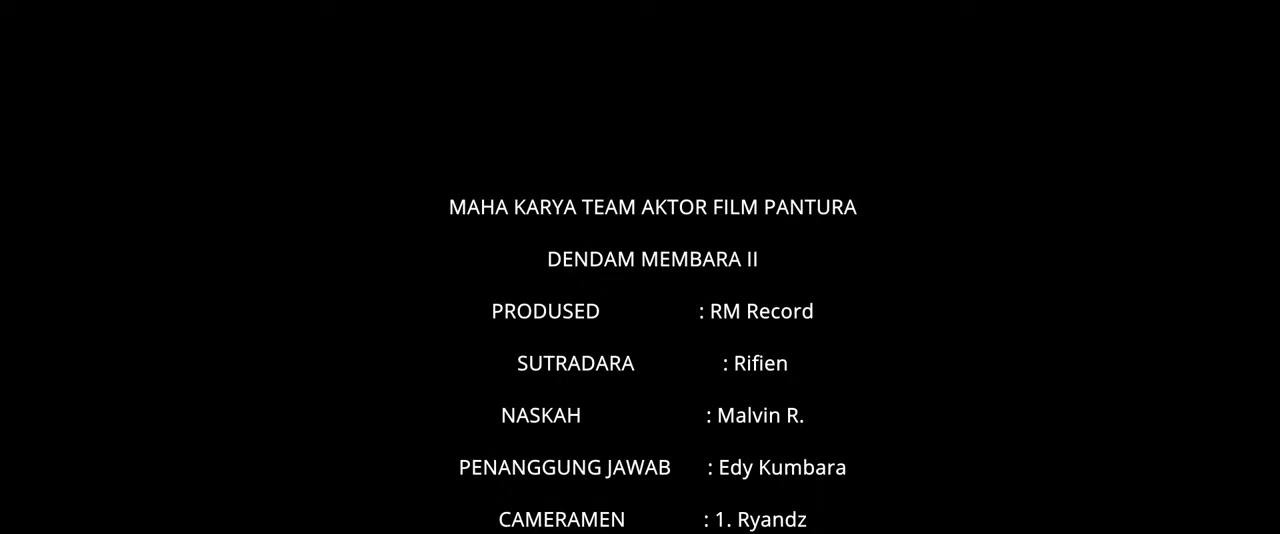 MAHA KARYA TEAM AKTOR FILM PANTURA
DENDAM MEMBARA II
PRODUSED : RM Record
SUTRADARA : Rifien
NASKAH : Malvin R.
PENANGGUNG JAWAB : Edy Kumbara
CAMERAMEN : 1. Ryandz